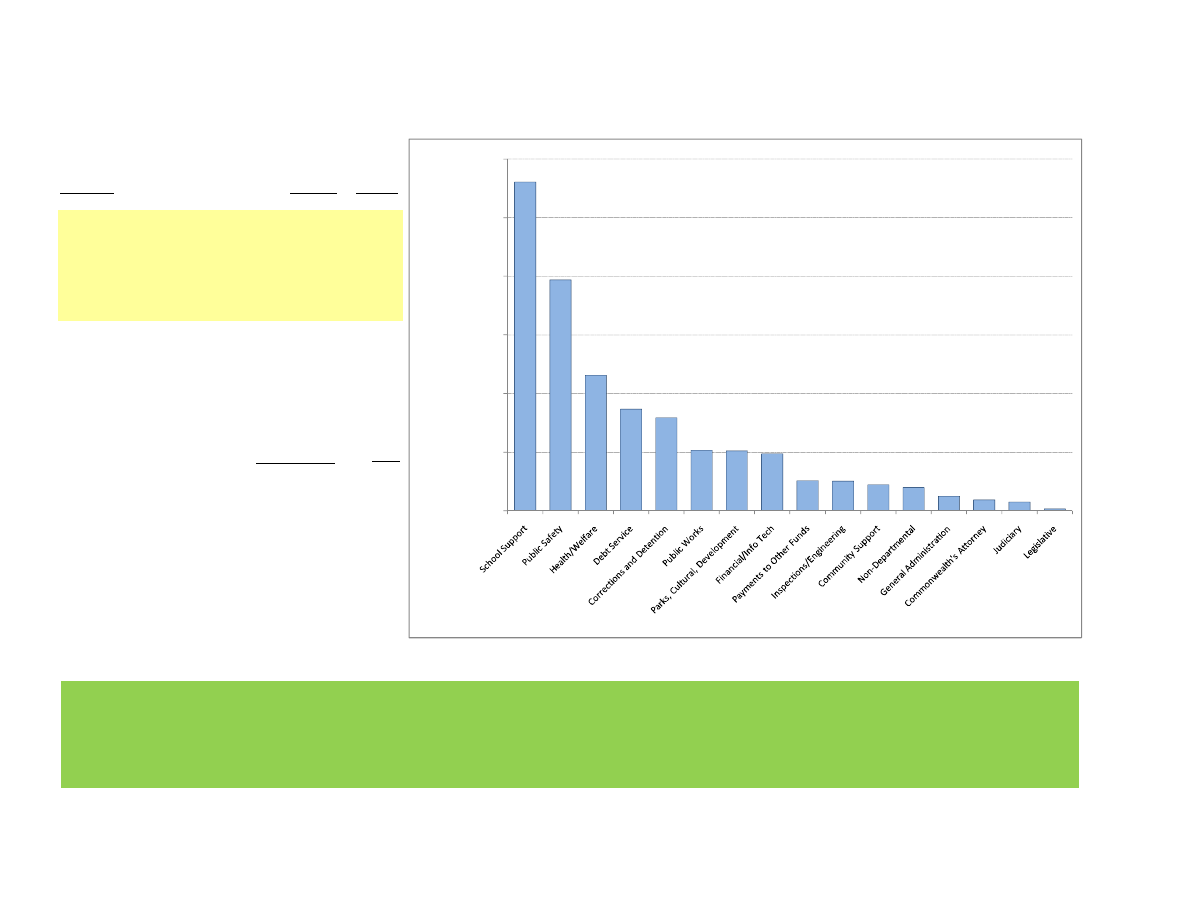 School Support
Public Safety
Health/Welfare
Debt Service
Corrections and Detention
Public Works
Parks, Cultural, Development
Financial/Info Tech
Payments to Other Funds
Inspections/Engineering
Community Support
Non-Departmental
General Administration
Commonwealth's Attorney
Judiciary
Legislative